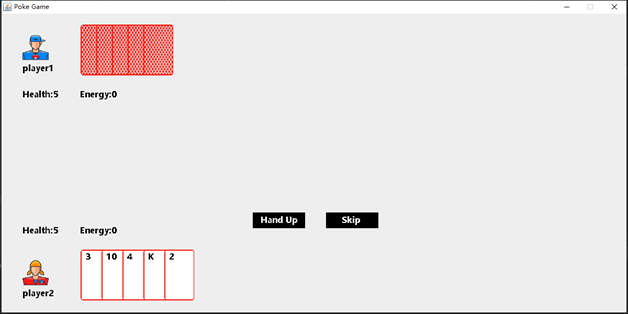 Poke Game
player1
Health:5 Energy:0
Hand Up Skip
Health:5 Energy:0
3 10 4 K 2
player2